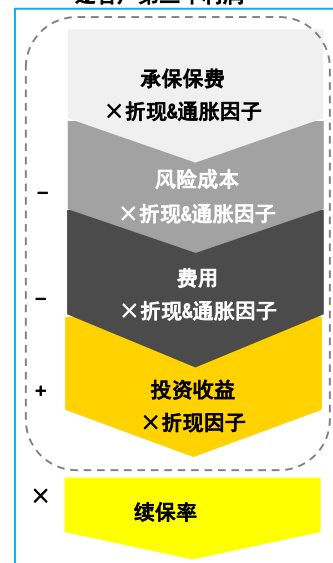 承保保费
×折现&通胀因子
－
风险成本
×折现&通胀因子
－
费用
×折现&通胀因子
+
投资收益
×折现因子
×
续保率